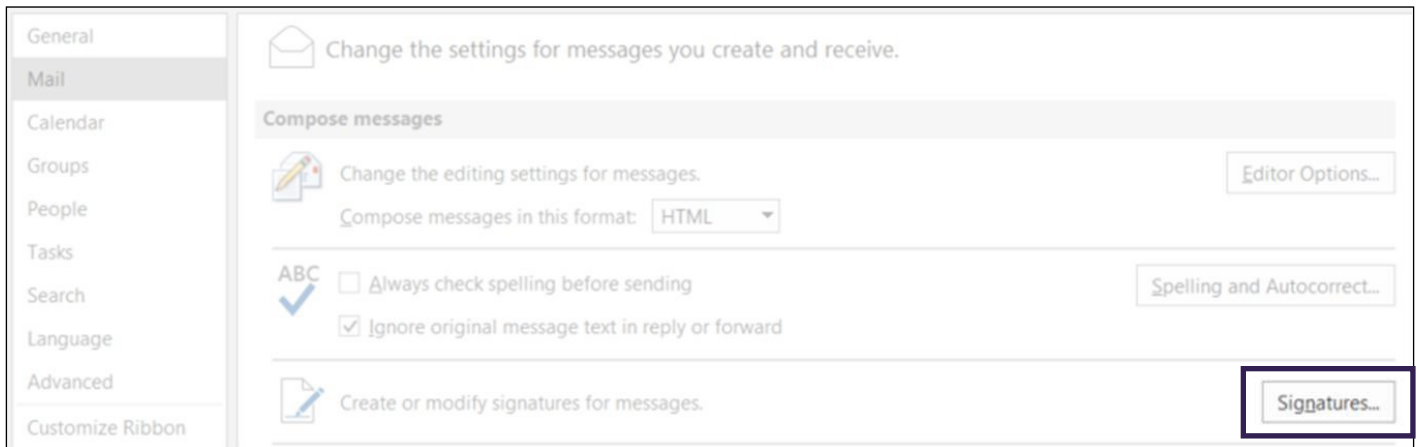 General
Mail
Calendar
Groups
People
Tasks
Search
Language
Advanced
Customize Ribbon
Change the settings for messages you create and receive.
Compose messages
Change the editing settings for messages.
Editor Options...
Compose messages in this format: HTML
ABC
Always check spelling before sending
Spelling and Autocorrect...
Ignore original message text in reply or forward
Create or modify signatures for messages.
Signatures...